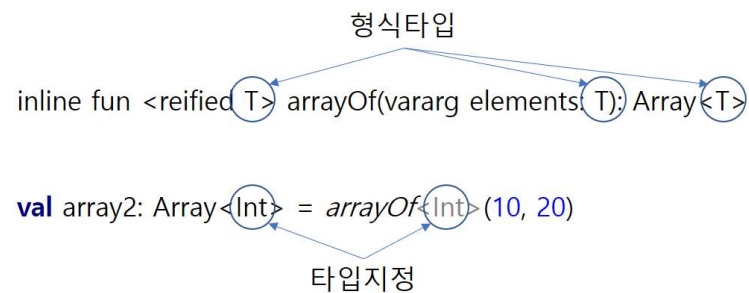 형식타입
inline fun <reified T> arrayOf(vararg elements: T): Array<T>
val array2: Array<Int> = arrayOf<Int>(10, 20)
타입지정